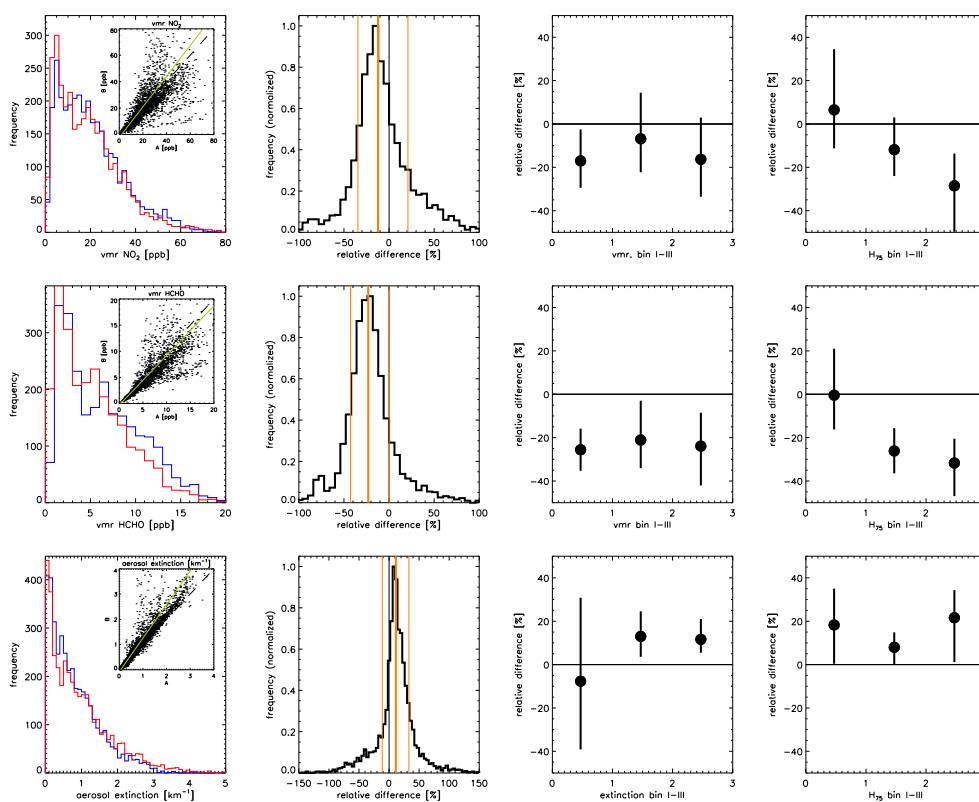 vmr NO₂
B [ppb]
80
60
40
20
0
0 20 40 60 80
A [ppb]
frequency
300
250
200
150
100
50
0
0 20 40 60 80
vmr NO₂ [ppb]
frequency (normalized)
1.0
0.8
0.6
0.4
0.2
0.0
−100 −50 0 50 100
relative difference [%]
relative difference [%]
40
20
0
−20
−40
0 1 2 3
vmr, bin I−III
relative difference [%]
40
20
0
−20
−40
0 1 2
H₇₅ bin I−III
vmr HCHO
B [ppb]
20
15
10
5
0
0 5 10 15 20
A [ppb]
frequency
300
200
100
0
0 5 10 15 20
vmr HCHO [ppb]
frequency (normalized)
1.0
0.8
0.6
0.4
0.2
0.0
−100 −50 0 50 100
relative difference [%]
relative difference [%]
40
20
0
−20
−40
0 1 2 3
vmr bin I−III
relative difference [%]
40
20
0
−20
−40
0 1 2
H₇₅ bin I−III
aerosol extinction [km⁻¹]
B
4
3
2
1
0
0 1 2 3 4
A
frequency
400
300
200
100
0
0 1 2 3 4 5
aerosol extinction [km⁻¹]
frequency (normalized)
1.0
0.8
0.6
0.4
0.2
0.0
−150 −100 −50 0 50 100 150
relative difference [%]
relative difference [%]
40
20
0
−20
−40
0 1 2 3
extinction bin I−III
relative difference [%]
40
20
0
−20
−40
0 1 2
H₇₅ bin I−III